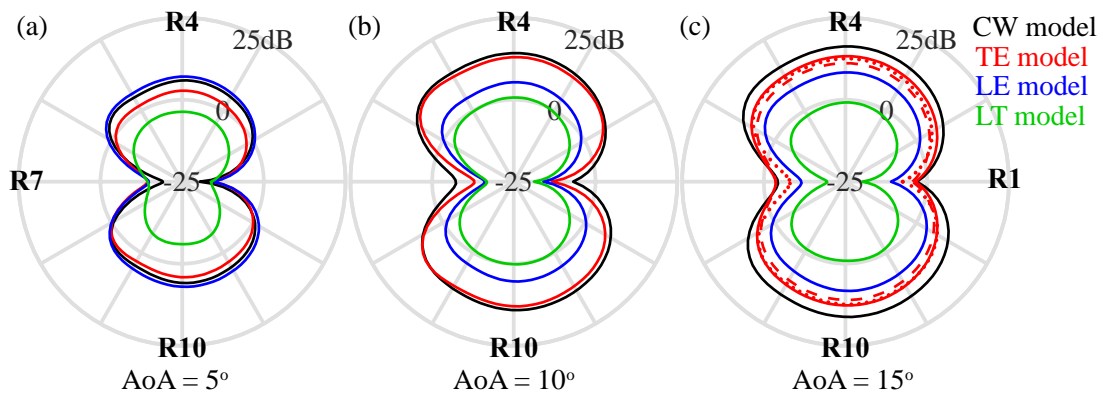 (a)
R4
25dB
0
-25
R7
R10
AoA = 5°
(b)
R4
25dB
0
-25
R10
AoA = 10°
(c)
R4
25dB
0
-25
R1
R10
AoA = 15°
CW model
TE model
LE model
LT model